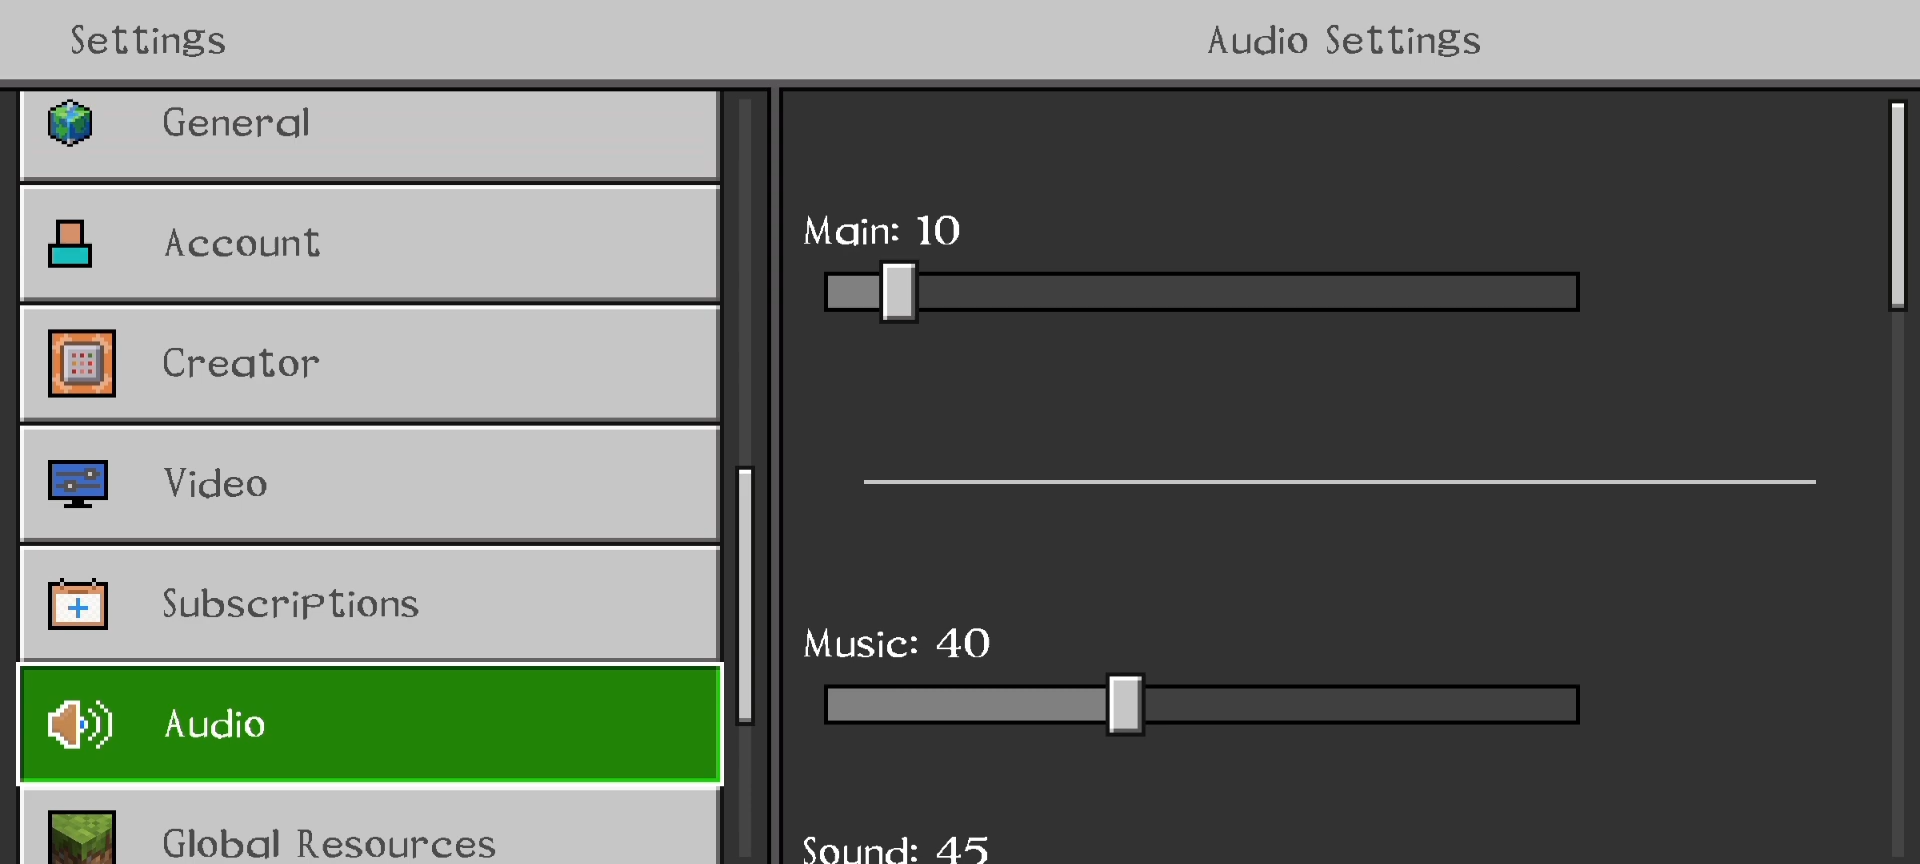 Settings
Audio Settings
General
Account
Creator
Video
Subscriptions
Audio
Global Resources
Main: 10
Music: 40
Sound: 45